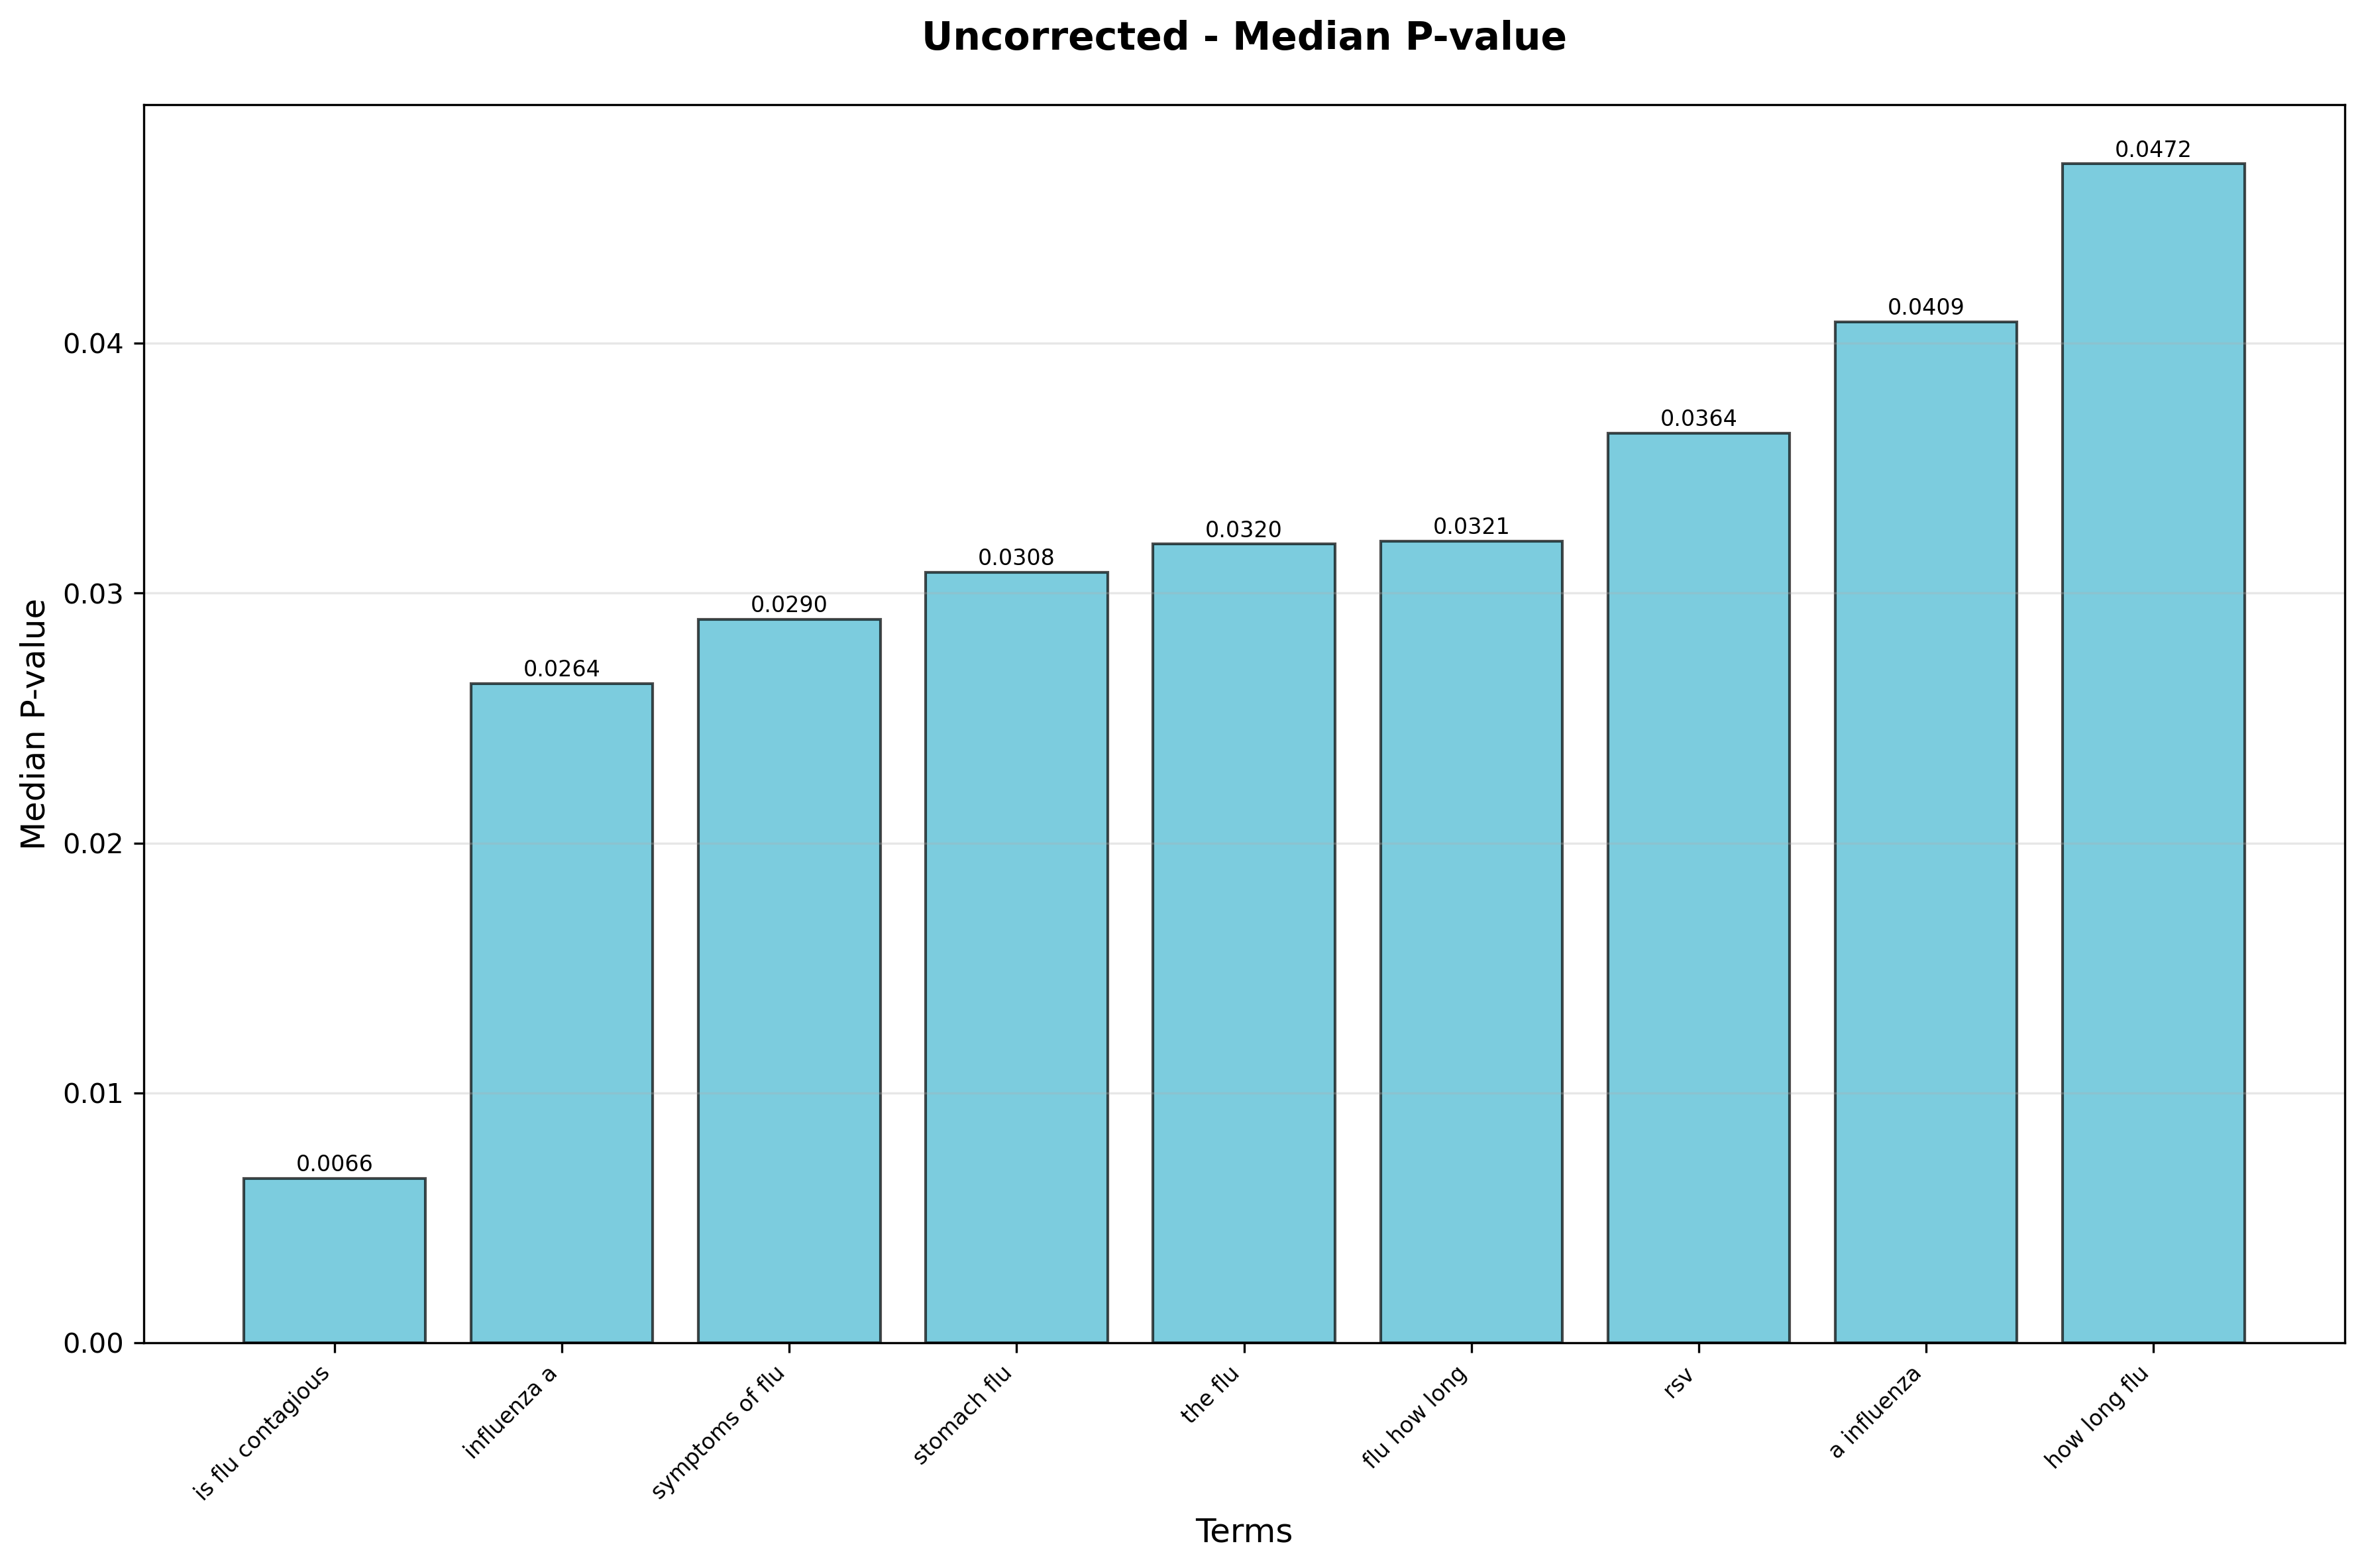 Uncorrected - Median P-value
Median P-value
0.04
0.03
0.02
0.01
0.00
0.0066
0.0264
0.0290
0.0308
0.0320
0.0321
0.0364
0.0409
0.0472
is flu contagious
influenza a
symptoms of flu
stomach flu
the flu
flu how long
rsv
a influenza
how long flu
Terms